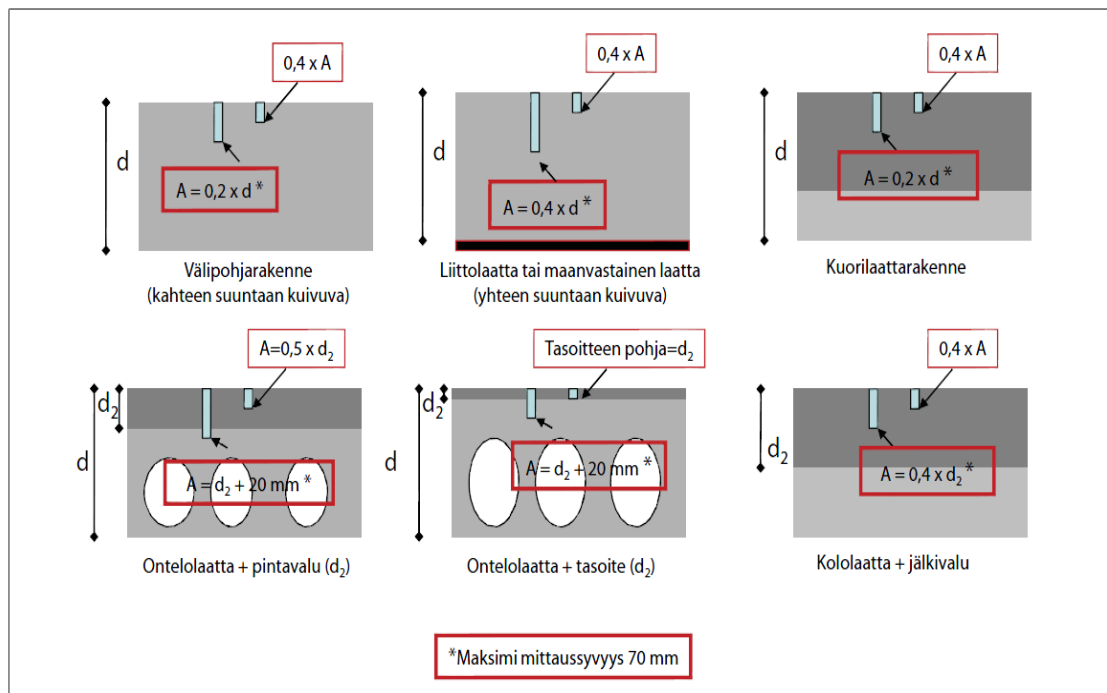 0,4 x A
0,4 x A
0,4 x A
d
d
d
A = 0,2 x d *
A = 0,4 x d *
A = 0,2 x d *
Välipohjarakenne
(kahteen suuntaan kuivuva)
Liittolaatta tai maanvastainen laatta
(yhteen suuntaan kuivuva)
Kuorilaattarakenne
A=0,5 x d₂
Tasoitteen pohja=d₂
0,4 x A
d₂
d
d₂
d
d₂
A = d₂ + 20 mm *
A = d₂ + 20 mm *
A = 0,4 x d₂ *
Ontelolaatta + pintavalu (d₂)
Ontelolaatta + tasoite (d₂)
Kololaatta + jälkivalu
*Maksimi mittaussyvyys 70 mm